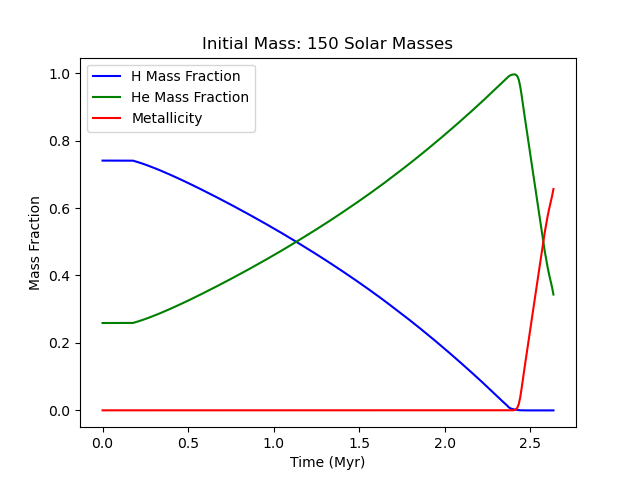 Initial Mass: 150 Solar Masses
H Mass Fraction
He Mass Fraction
Metallicity
Mass Fraction
1.0
0.8
0.6
0.4
0.2
0.0
0.0 0.5 1.0 1.5 2.0 2.5
Time (Myr)